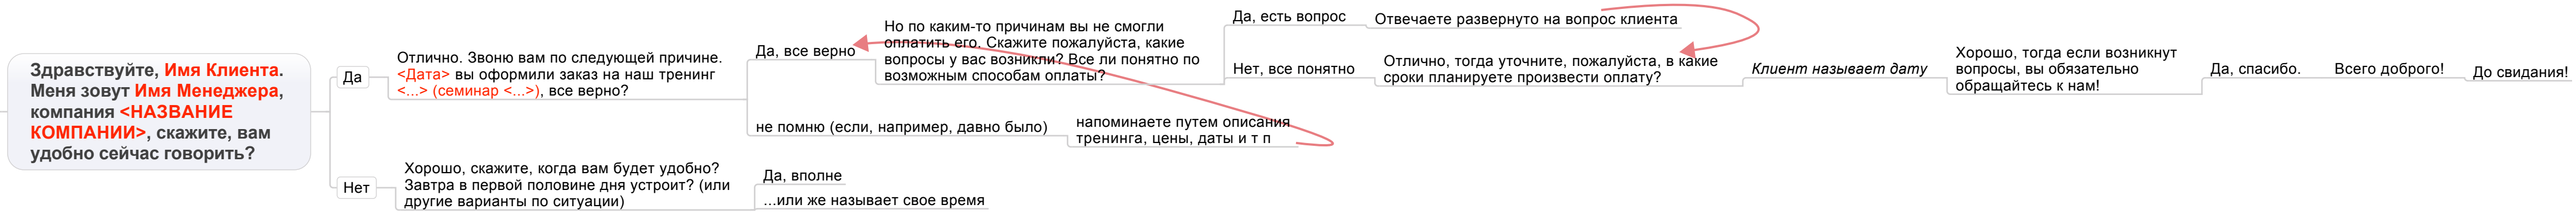 Здравствуйте, Имя Клиента.
Меня зовут Имя Менеджера,
компания <НАЗВАНИЕ
КОМПАНИИ>, скажите, вам
удобно сейчас говорить?
Да
Отлично. Звоню вам по следующей причине.
<Дата> вы оформили заказ на наш тренинг
<...> (семинар <...>), все верно?
Да, все верно
Но по каким-то причинам вы не смогли
оплатить его. Скажите пожалуйста, какие
вопросы у вас возникли? Все ли понятно по
возможным способам оплаты?
Да, есть вопрос
Отвечаете развернуто на вопрос клиента
Нет, все понятно
Отлично, тогда уточните, пожалуйста, в какие
сроки планируете произвести оплату?
Клиент называет дату
Хорошо, тогда если возникнут
вопросы, вы обязательно
обращайтесь к нам!
Да, спасибо.
Всего доброго!
До свидания!
не помню (если, например, давно было)
напоминаете путем описания
тренинга, цены, даты и т п
Нет
Хорошо, скажите, когда вам будет удобно?
Завтра в первой половине дня устроит? (или
другие варианты по ситуации)
Да, вполне
...или же называет свое время